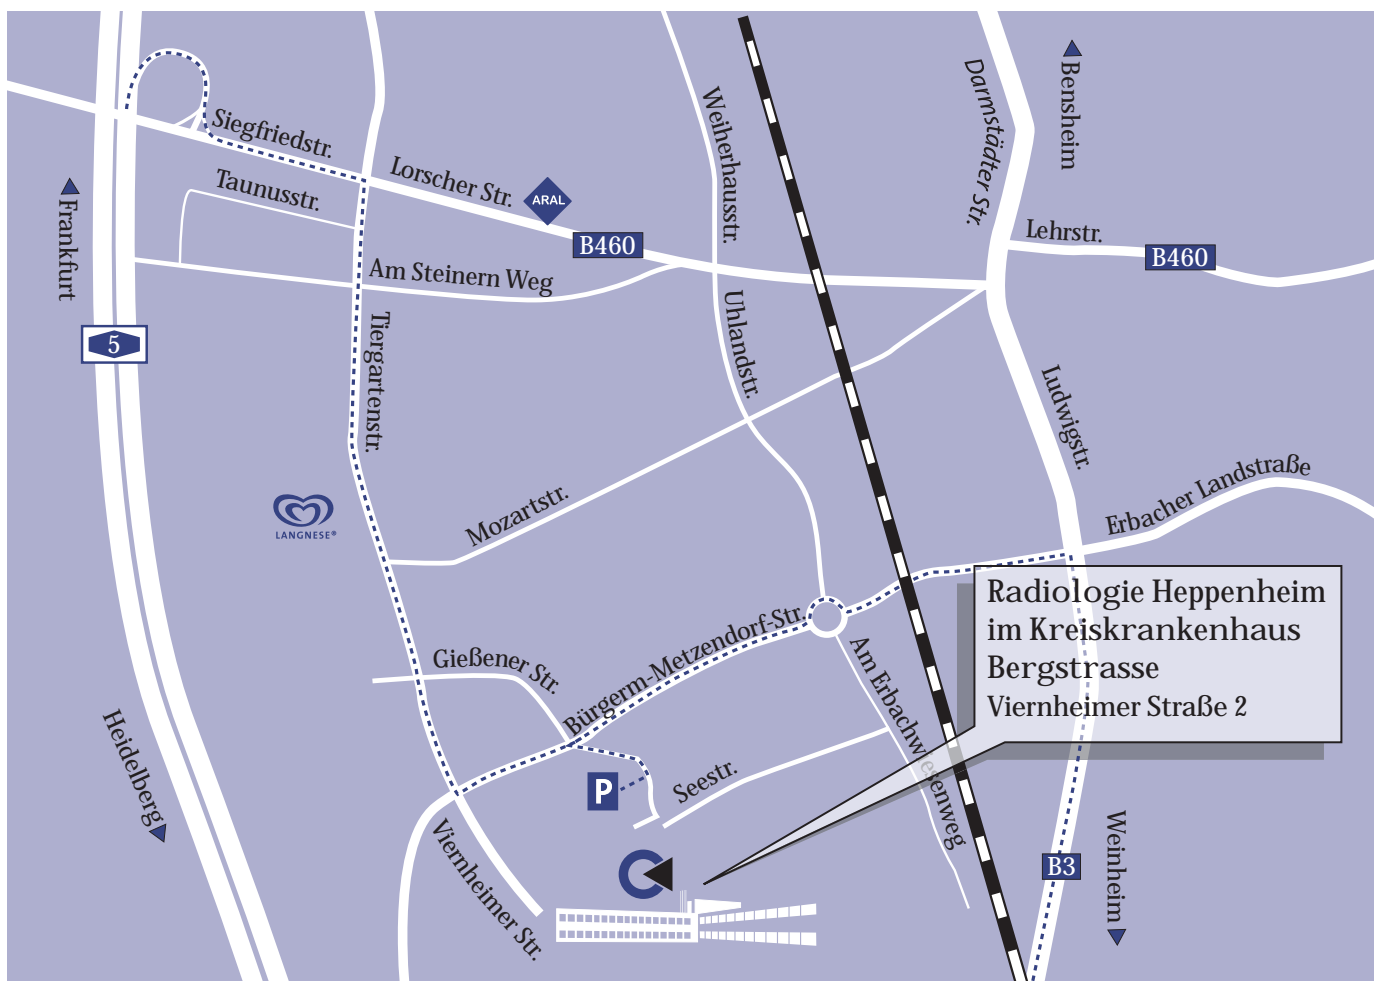 Siegfriedstr.
Taunusstr.
Lorscher Str.
ARAL
B460
Am Steinern Weg
Weiherhausstr.
Darmstädter Str.
Bensheim
Lehrstr.
B460
Frankfurt
5
Tiergartenstr.
Uhlandstr.
Ludwigstr.
LANGNESE®
Mozartstr.
Erbacher Landstraße
Radiologie Heppenheim
im Kreiskrankenhaus
Bergstrasse
Viernheimer Straße 2
Gießener Str.
Bürgerm-Metzendorf-Str.
Am Erbachwiesenweg
Heidelberg
P
Seestr.
Viernheimer Str.
B3
Weinheim